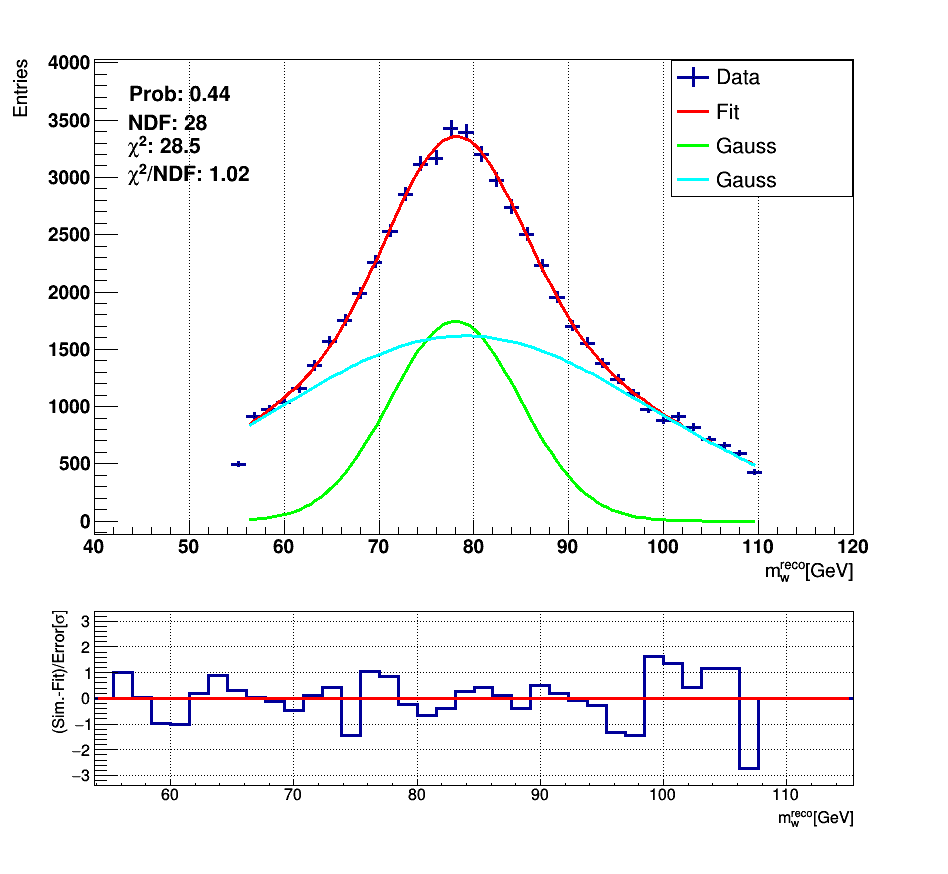 Entries
4000
3500
3000
2500
2000
1500
1000
500
0
40 50 60 70 80 90 100 110 120
m_w^reco[GeV]
Prob: 0.44
NDF: 28
χ²: 28.5
χ²/NDF: 1.02
Data
Fit
Gauss
Gauss
(Sim.-Fit)/Error[σ]
3
2
1
0
−1
−2
−3
60 70 80 90 100 110
m_w^reco[GeV]